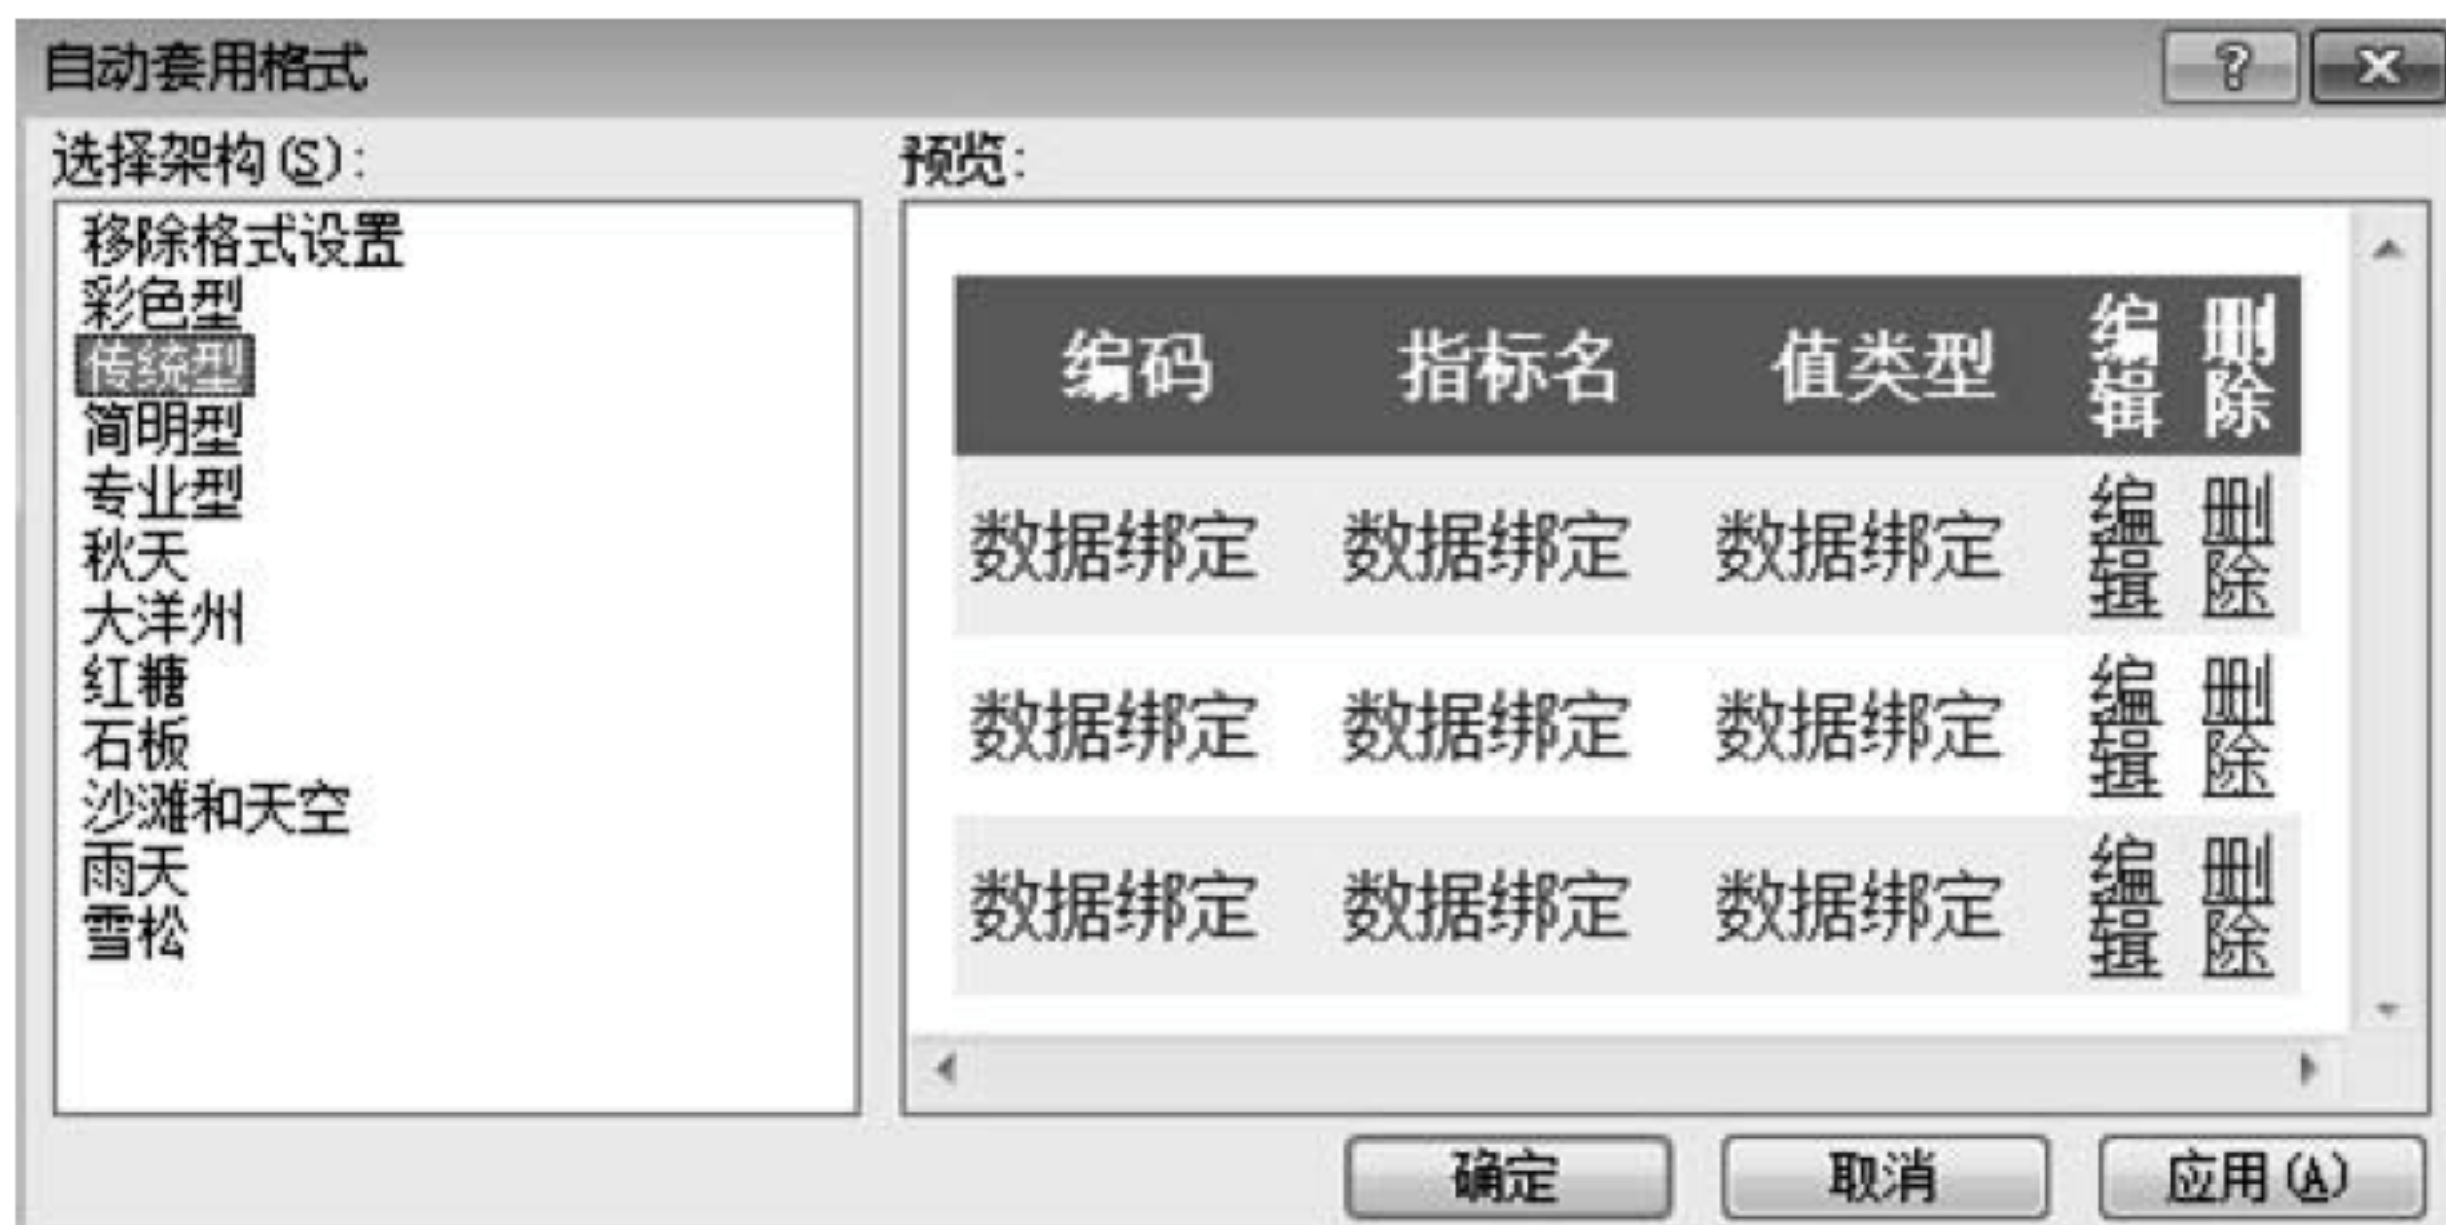 自动套用格式
选择架构(S):
移除格式设置
彩色型
传统型
简明型
专业型
秋天
大洋州
红糖
石板
沙滩和天空
雨天
雪松
预览:
编码 指标名 值类型 编辑 删除
数据绑定 数据绑定 数据绑定 编辑 删除
数据绑定 数据绑定 数据绑定 编辑 删除
数据绑定 数据绑定 数据绑定 编辑 删除
确定 取消 应用(A)